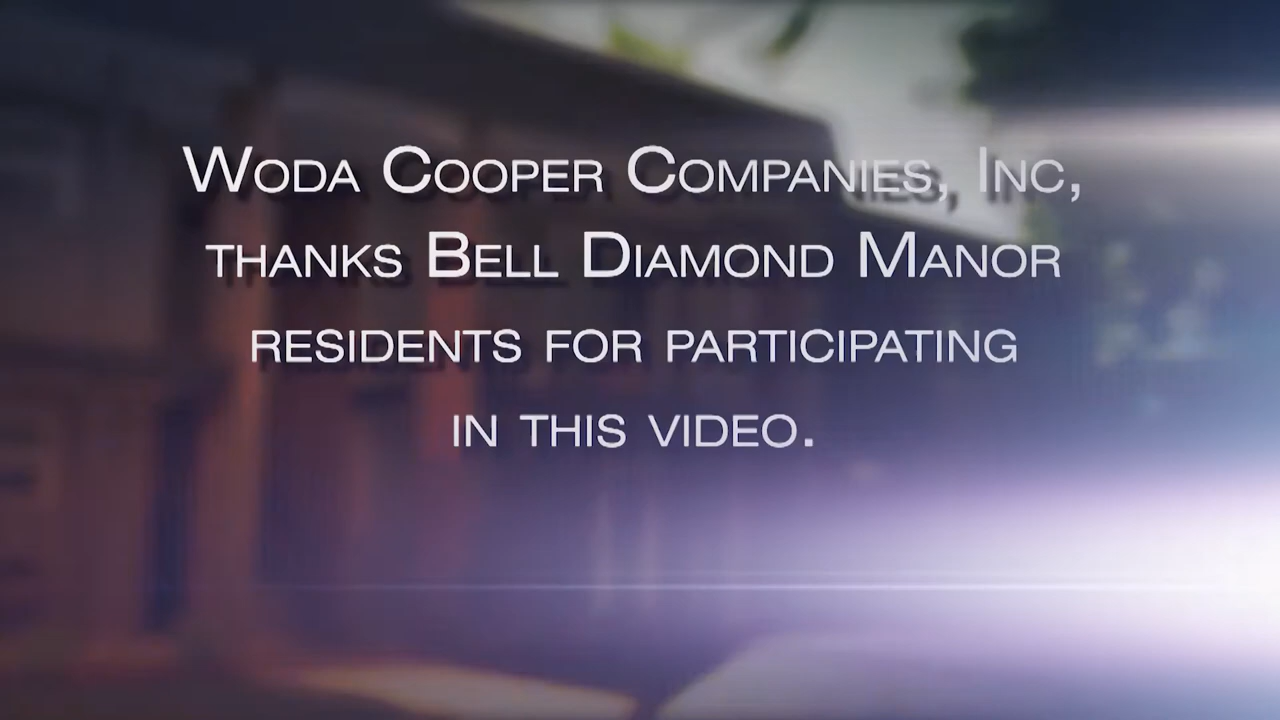 Woda Cooper Companies, Inc,
thanks Bell Diamond Manor
residents for participating
in this video.